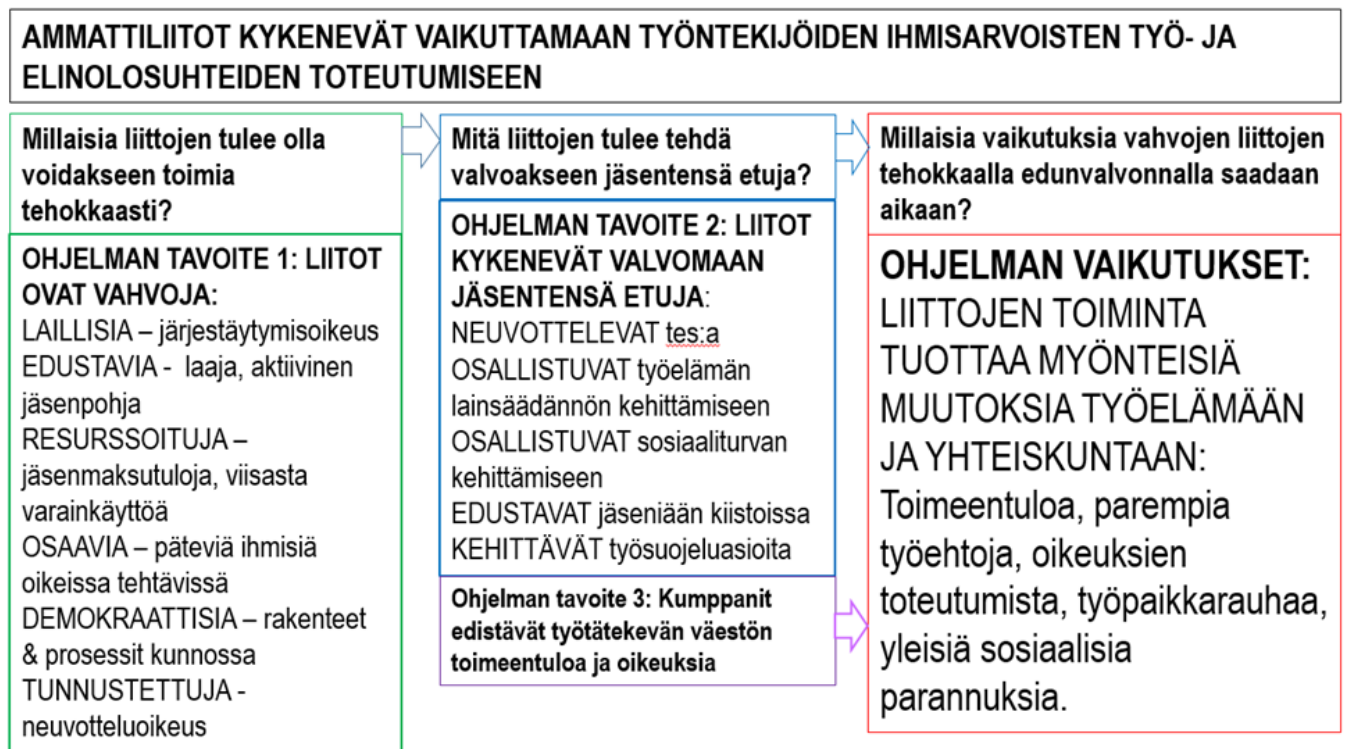 AMMATTILIITOT KYKENEVÄT VAIKUTTAMAAN TYÖNTEKIJÖIDEN IHMISARVOISTEN TYÖ- JA
ELINOLOSUHTEIDEN TOTEUTUMISEEN
Millaisia liittojen tulee olla
voidakseen toimia
tehokkaasti?
OHJELMAN TAVOITE 1: LIITOT
OVAT VAHVOJA:
LAILLISIA – järjestäytymisoikeus
EDUSTAVIA - laaja, aktiivinen
jäsenpohja
RESURSSOITUJA –
jäsenmaksutuloja, viisasta
varainkäyttöä
OSAAVIA – päteviä ihmisiä
oikeissa tehtävissä
DEMOKRAATTISIA – rakenteet
& prosessit kunnossa
TUNNUSTETTUJA -
neuvotteluoikeus
Mitä liittojen tulee tehdä
valvoakseen jäsentensä etuja?
OHJELMAN TAVOITE 2: LIITOT
KYKENEVÄT VALVOMAAN
JÄSENTENSÄ ETUJA:
NEUVOTTELEVAT tes:a
OSALLISTUVAT työelämän
lainsäädännön kehittämiseen
OSALLISTUVAT sosiaaliturvan
kehittämiseen
EDUSTAVAT jäseniään kiistoissa
KEHITTÄVÄT työsuojeluasioita
Ohjelman tavoite 3: Kumppanit
edistävät työtätekevän väestön
toimeentuloa ja oikeuksia
Millaisia vaikutuksia vahvojen liittojen
tehokkaalla edunvalvonnalla saadaan
aikaan?
OHJELMAN VAIKUTUKSET:
LIITTOJEN TOIMINTA
TUOTTAA MYÖNTEISIÄ
MUUTOKSIA TYÖELÄMÄÄN
JA YHTEISKUNTAAN:
Toimeentuloa, parempia
työehtoja, oikeuksien
toteutumista, työpaikkarauhaa,
yleisiä sosiaalisia
parannuksia.